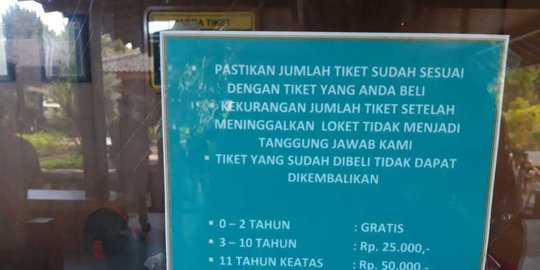 HARGA TIKET
▪ PASTIKAN JUMLAH TIKET SUDAH SESUAI
DENGAN TIKET YANG ANDA BELI
▪ KEKURANGAN JUMLAH TIKET SETELAH
MENINGGALKAN LOKET TIDAK MENJADI
TANGGUNG JAWAB KAMI
▪ TIKET YANG SUDAH DIBELI TIDAK DAPAT
DIKEMBALIKAN
▪ 0 – 2 TAHUN : GRATIS
▪ 3 – 10 TAHUN : Rp. 25.000,-
▪ 11 TAHUN KEATAS : Rp. 50.000,-